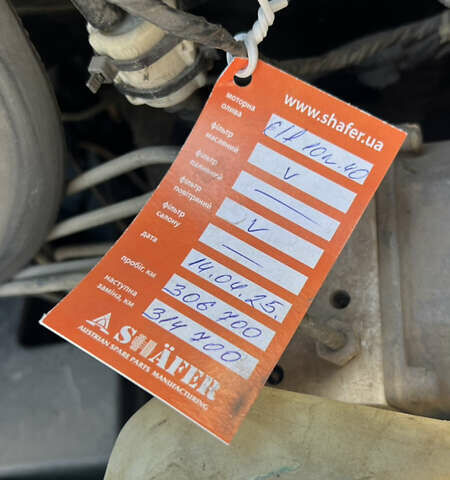 www.shafer.ua
моторна олива elf 10w-40
фільтр масляний v
фільтр паливний —
фільтр повітряний v
фільтр салону —
дата 14.04.25.
пробіг, км 306 700
наступна заміна, км 314 700
SHÄFER
AUSTRIAN SPARE PARTS MANUFACTURING